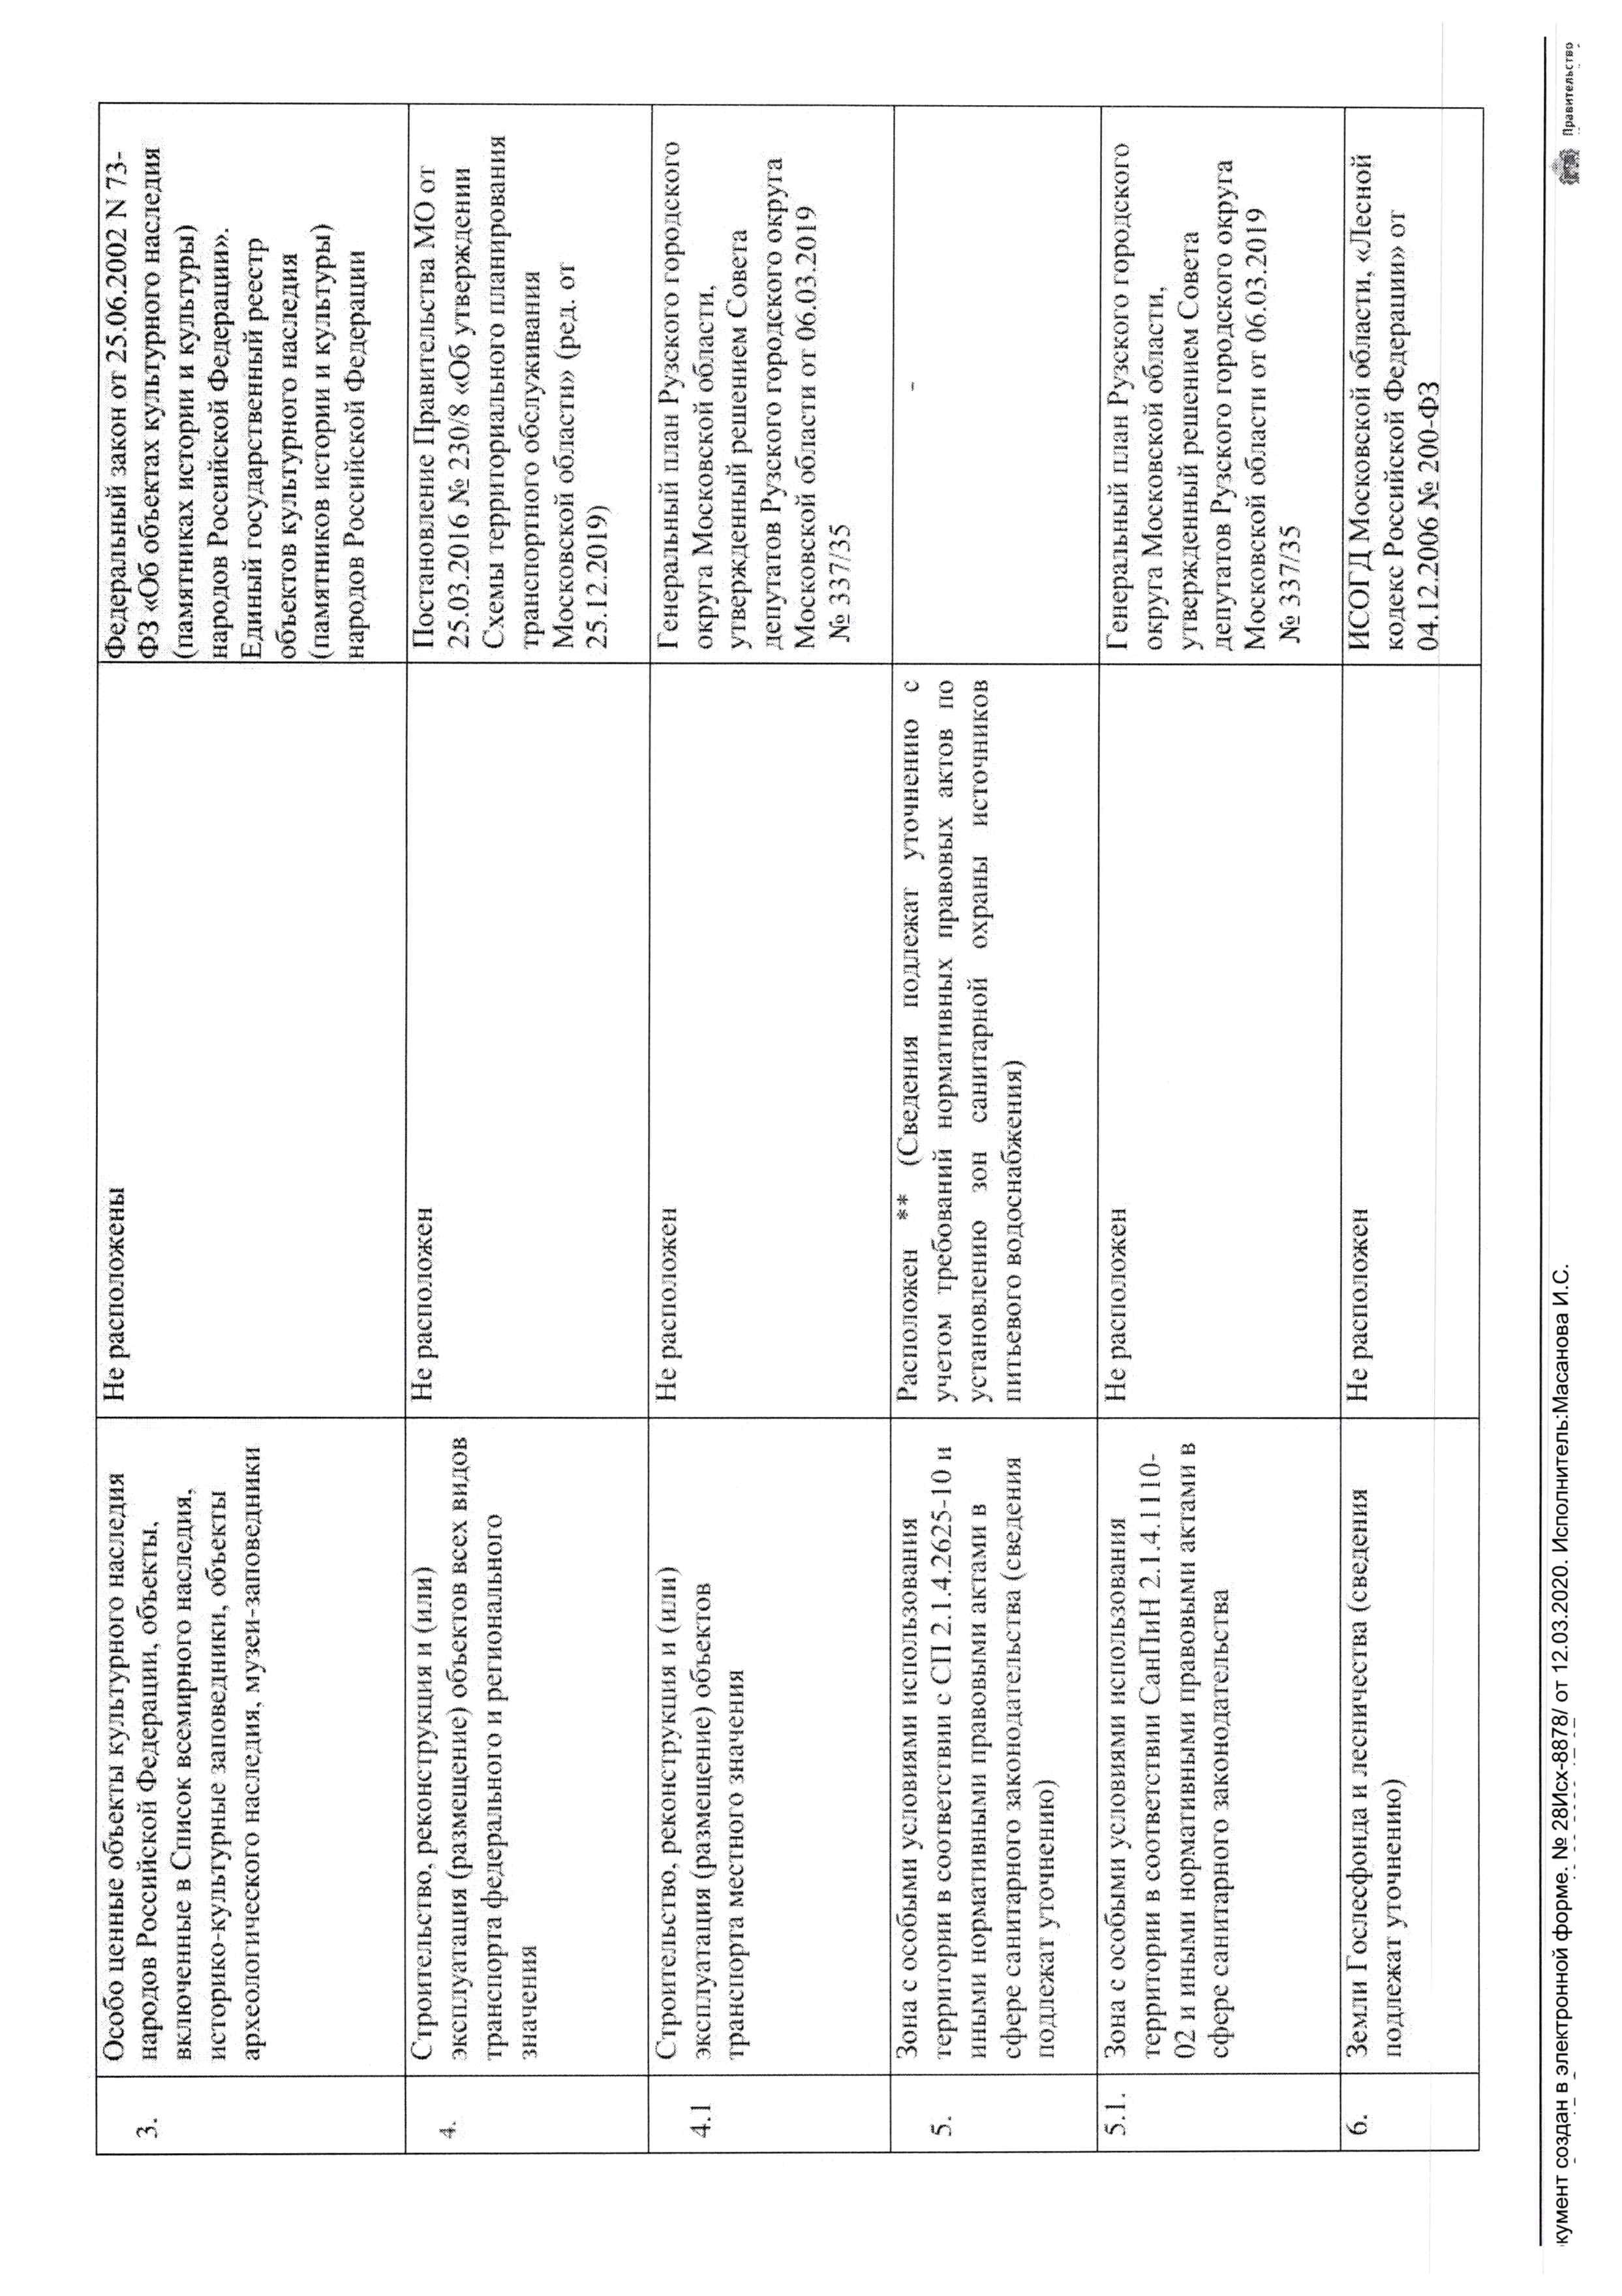 3.
Особо ценные объекты культурного наследия
народов Российской Федерации, объекты,
включенные в Список всемирного наследия,
историко-культурные заповедники, объекты
археологического наследия, музеи-заповедники
Не расположены
Федеральный закон от 25.06.2002 N 73-
ФЗ «Об объектах культурного наследия
(памятниках истории и культуры)
народов Российской Федерации».
Единый государственный реестр
объектов культурного наследия
(памятников истории и культуры)
народов Российской Федерации
4.
Строительство, реконструкция и (или)
эксплуатация (размещение) объектов всех видов
транспорта федерального и регионального
значения
Не расположен
Постановление Правительства МО от
25.03.2016 № 230/8 «Об утверждении
Схемы территориального планирования
транспортного обслуживания
Московской области» (ред. от
25.12.2019)
4.1
Строительство, реконструкция и (или)
эксплуатация (размещение) объектов
транспорта местного значения
Не расположен
Генеральный план Рузского городского
округа Московской области,
утвержденный решением Совета
депутатов Рузского городского округа
Московской области от 06.03.2019
№ 337/35
5.
Зона с особыми условиями использования
территории в соответствии с СП 2.1.4.2625-10 и
иными нормативными правовыми актами в
сфере санитарного законодательства (сведения
подлежат уточнению)
Расположен ** (Сведения подлежат уточнению с
учетом требований нормативных правовых актов по
установлению зон санитарной охраны источников
питьевого водоснабжения)
-
5.1.
Зона с особыми условиями использования
территории в соответствии СанПиН 2.1.4.1110-
02 и иными нормативными правовыми актами в
сфере санитарного законодательства
Не расположен
Генеральный план Рузского городского
округа Московской области,
утвержденный решением Совета
депутатов Рузского городского округа
Московской области от 06.03.2019
№ 337/35
6.
Земли Гослесфонда и лесничества (сведения
подлежат уточнению)
Не расположен
ИСОГД Московской области, «Лесной
кодекс Российской Федерации» от
04.12.2006 № 200-ФЗ
кумент создан в электронной форме. № 28Исх-8878/ от 12.03.2020. Исполнитель:Масанова И.С.
Правительство